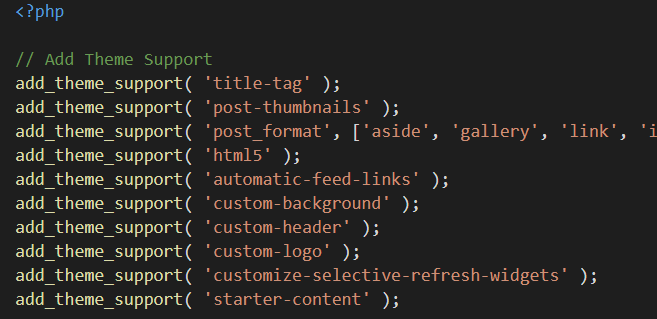 <?php
// Add Theme Support
add_theme_support( 'title-tag' );
add_theme_support( 'post-thumbnails' );
add_theme_support( 'post_format', ['aside', 'gallery', 'link', 'i
add_theme_support( 'html5' );
add_theme_support( 'automatic-feed-links' );
add_theme_support( 'custom-background' );
add_theme_support( 'custom-header' );
add_theme_support( 'custom-logo' );
add_theme_support( 'customize-selective-refresh-widgets' );
add_theme_support( 'starter-content' );